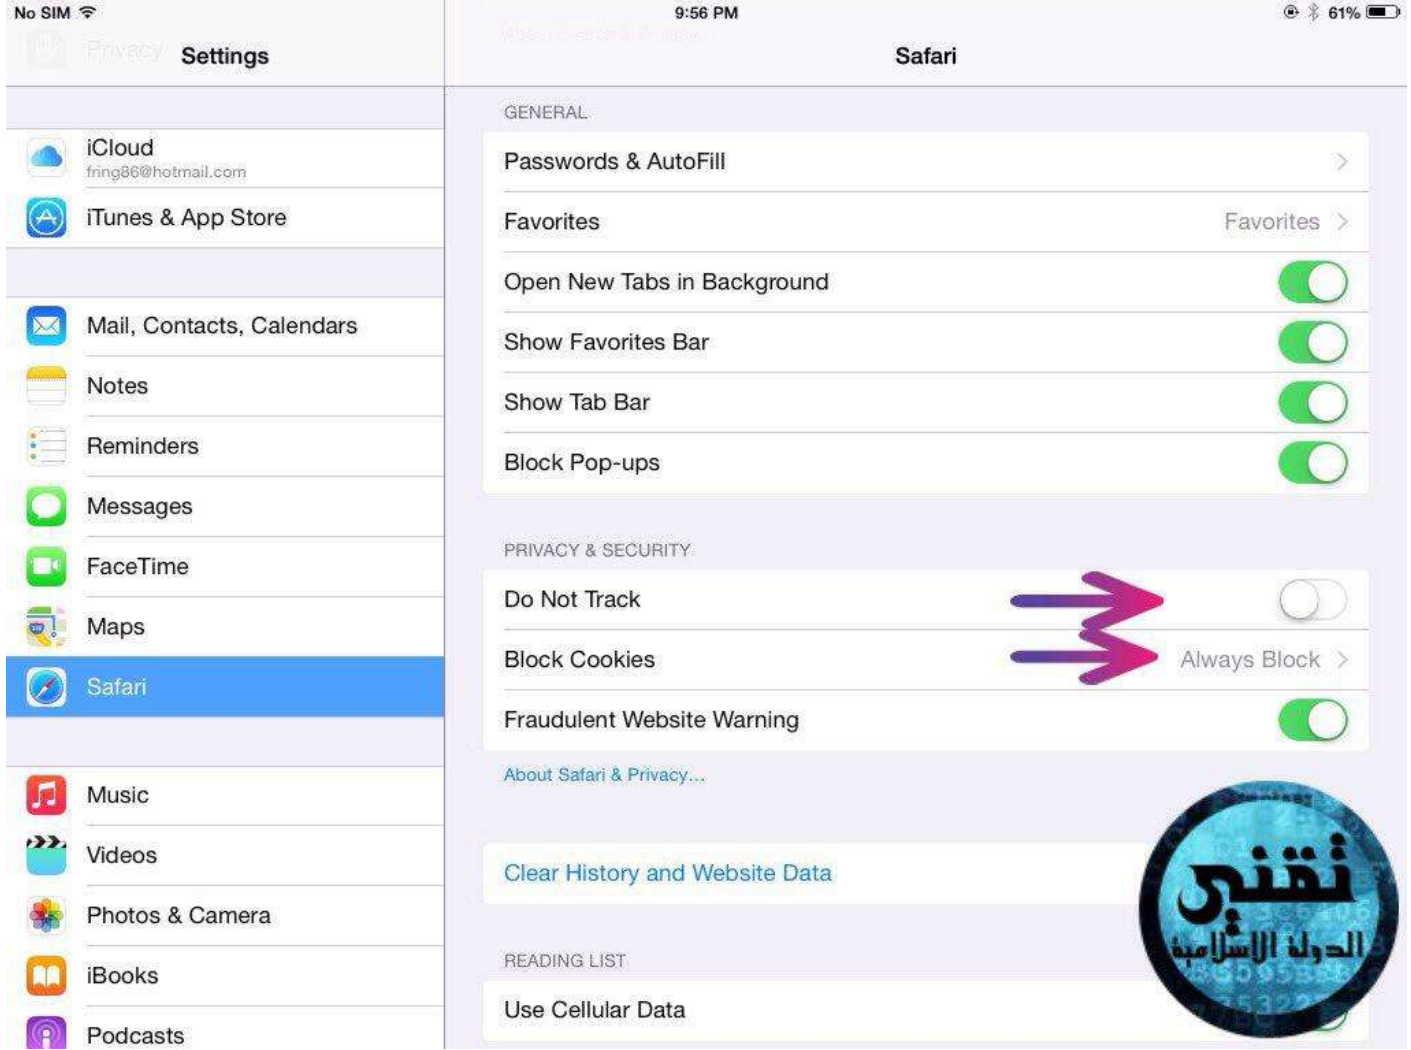 No SIM
9:56 PM
61%
Privacy
Settings
Safari
iCloud
fring86@hotmail.com
iTunes & App Store
Mail, Contacts, Calendars
Notes
Reminders
Messages
FaceTime
Maps
Safari
Music
Videos
Photos & Camera
iBooks
Podcasts
GENERAL
Passwords & AutoFill
Favorites
Favorites
Open New Tabs in Background
Show Favorites Bar
Show Tab Bar
Block Pop-ups
PRIVACY & SECURITY
Do Not Track
Block Cookies
Always Block
Fraudulent Website Warning
About Safari & Privacy...
Clear History and Website Data
READING LIST
Use Cellular Data
تقني
الدولة الإسلامية